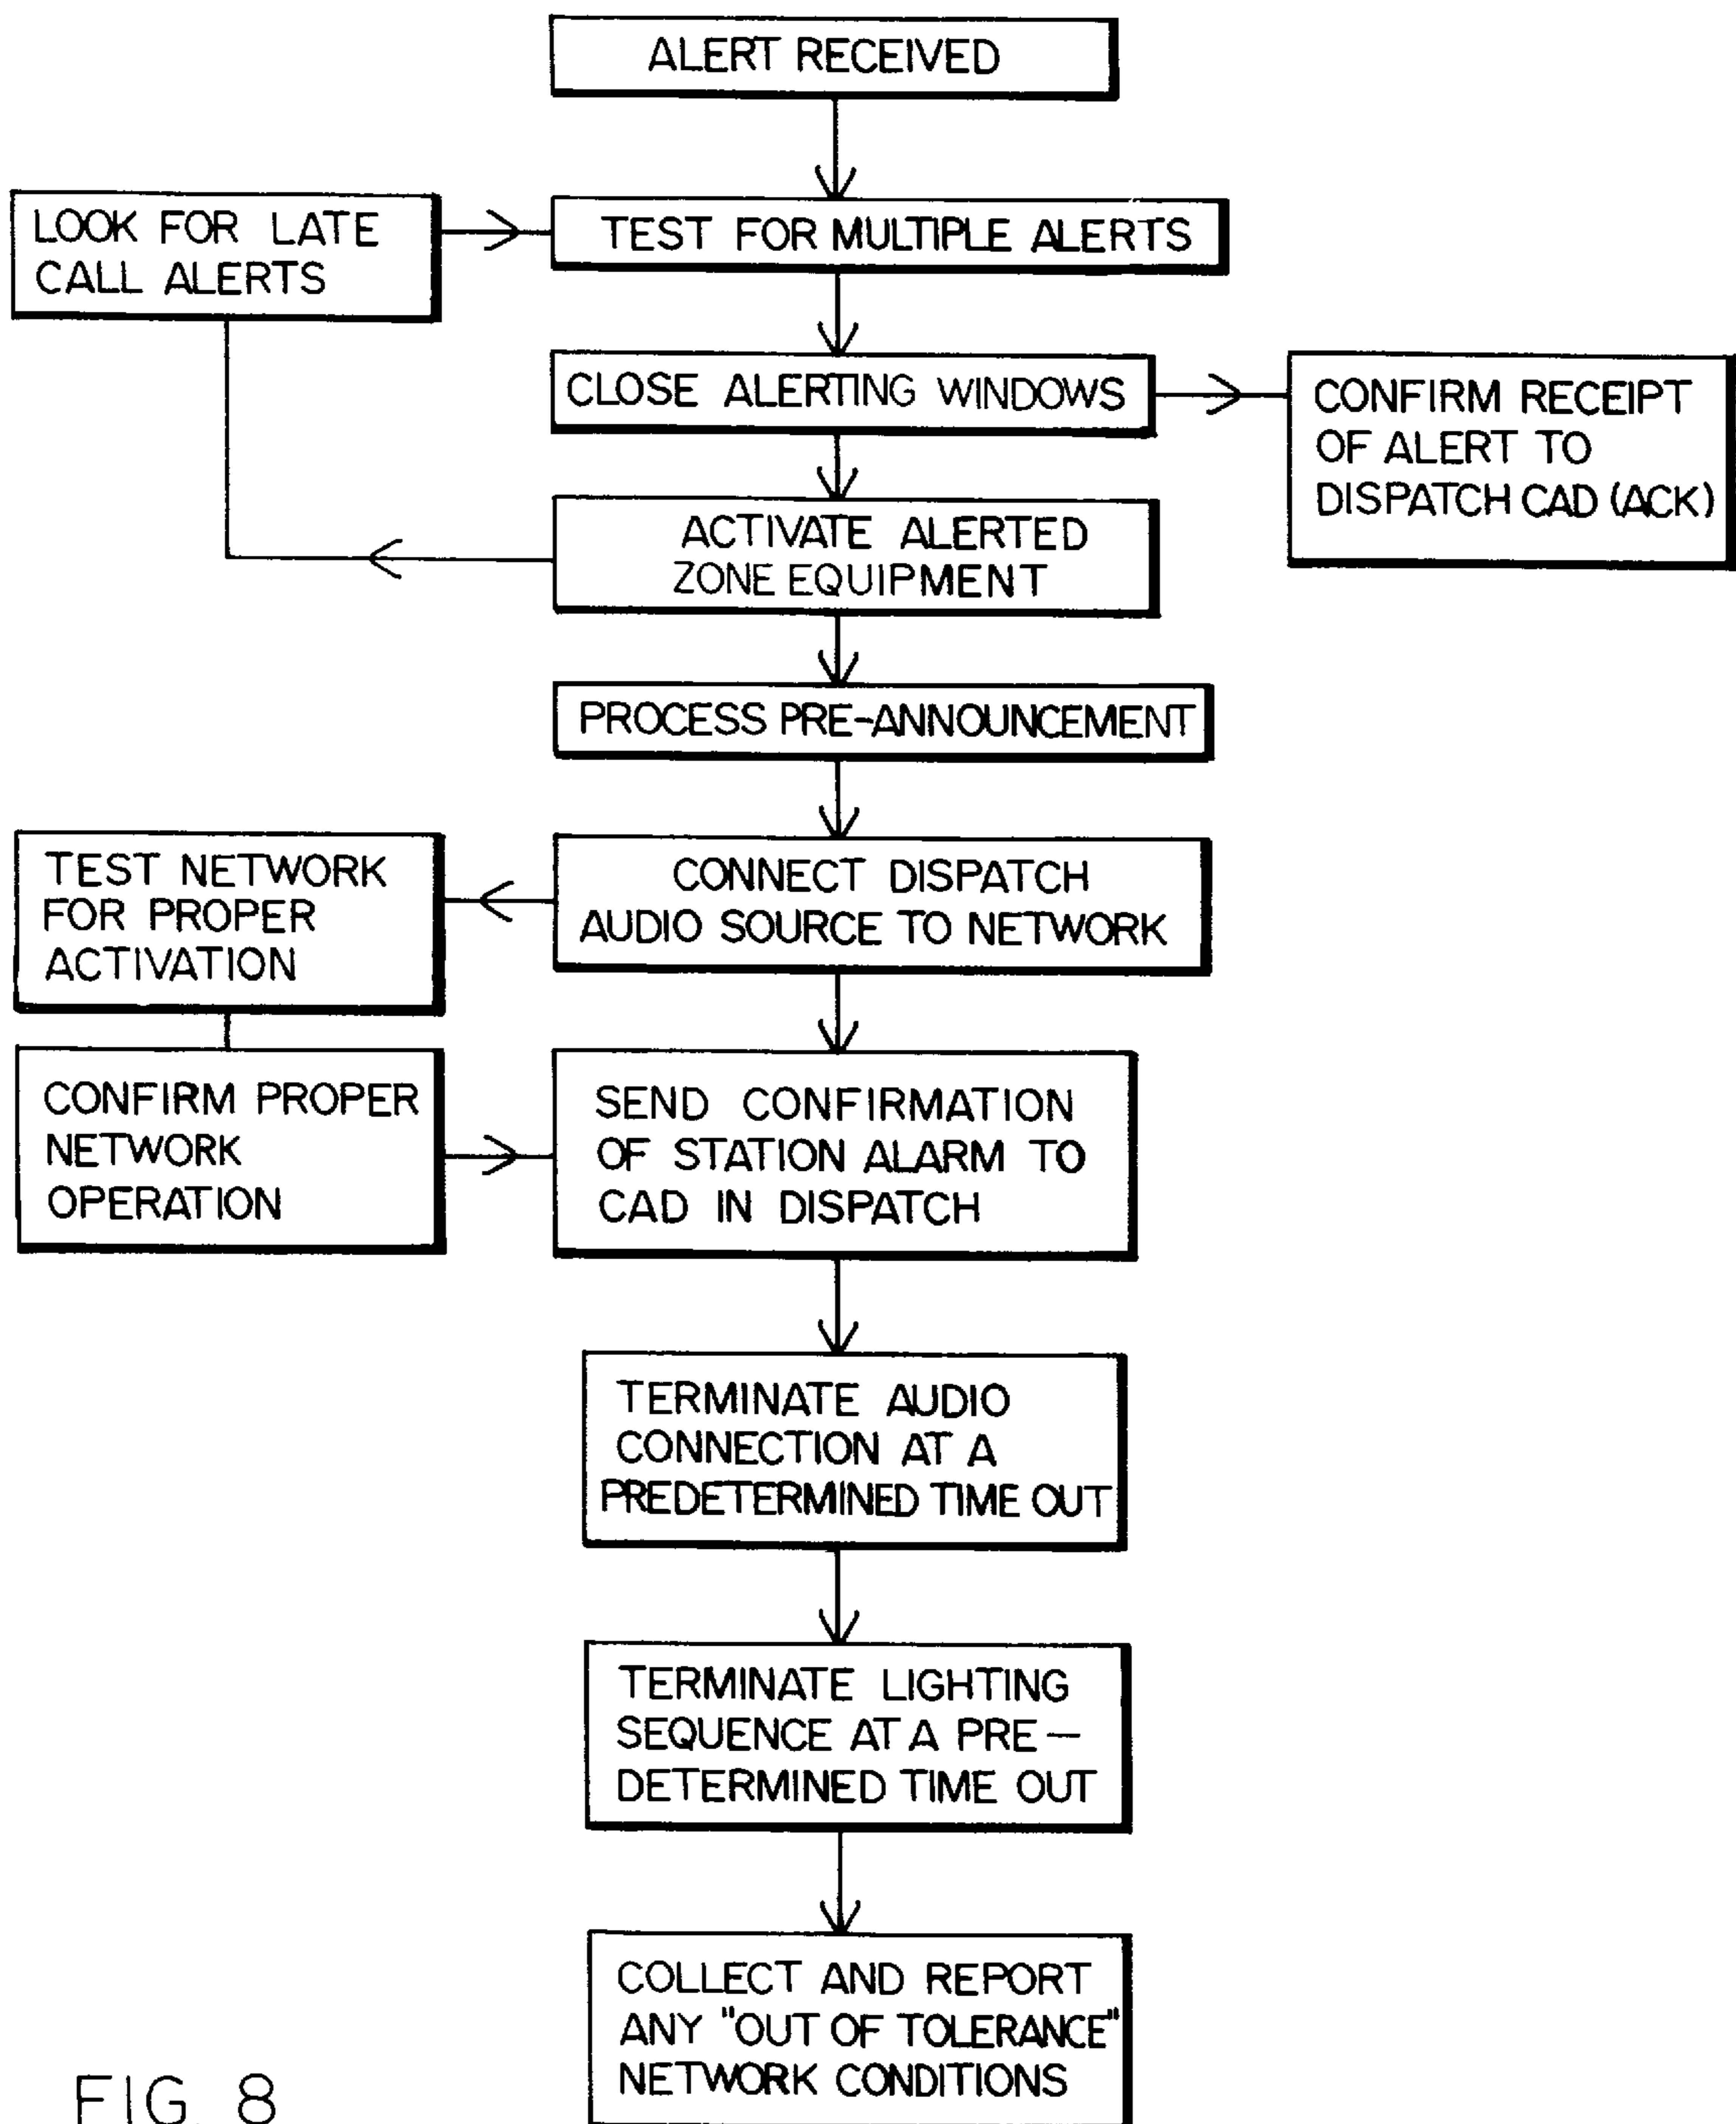 ALERT RECEIVED
LOOK FOR LATE
CALL ALERTS
TEST FOR MULTIPLE ALERTS
CLOSE ALERTING WINDOWS
CONFIRM RECEIPT
OF ALERT TO
DISPATCH CAD (ACK)
ACTIVATE ALERTED
ZONE EQUIPMENT
PROCESS PRE-ANNOUNCEMENT
TEST NETWORK
FOR PROPER
ACTIVATION
CONNECT DISPATCH
AUDIO SOURCE TO NETWORK
CONFIRM PROPER
NETWORK
OPERATION
SEND CONFIRMATION
OF STATION ALARM TO
CAD IN DISPATCH
TERMINATE AUDIO
CONNECTION AT A
PREDETERMINED TIME OUT
TERMINATE LIGHTING
SEQUENCE AT A PRE-
DETERMINED TIME OUT
COLLECT AND REPORT
ANY "OUT OF TOLERANCE"
NETWORK CONDITIONS
FIG. 8